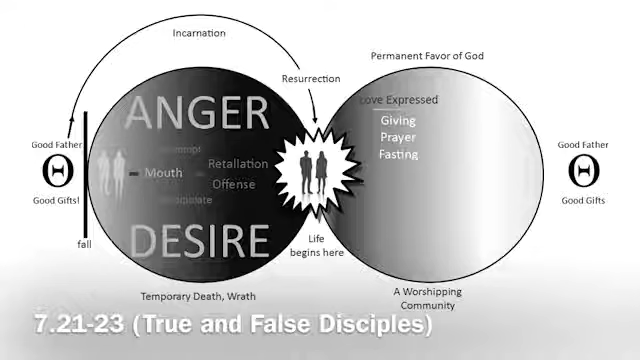 Incarnation
Permanent Favor of God
Resurrection
ANGER
Love Expressed
Giving
Prayer
Fasting
Good Father
Θ
Good Gifts!
Mouth
Retallation
Offense
DESIRE
fall
Life
begins here
Good Father
Θ
Good Gifts
Temporary Death, Wrath
A Worshipping
Community
7.21-23 (True and False Disciples)